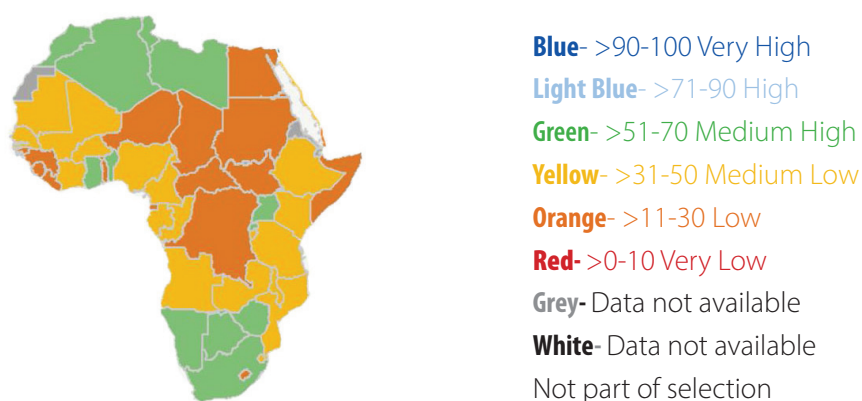 Blue- >90-100 Very High
Light Blue- >71-90 High
Green- >51-70 Medium High
Yellow- >31-50 Medium Low
Orange- >11-30 Low
Red- >0-10 Very Low
Grey- Data not available
White- Data not available
Not part of selection